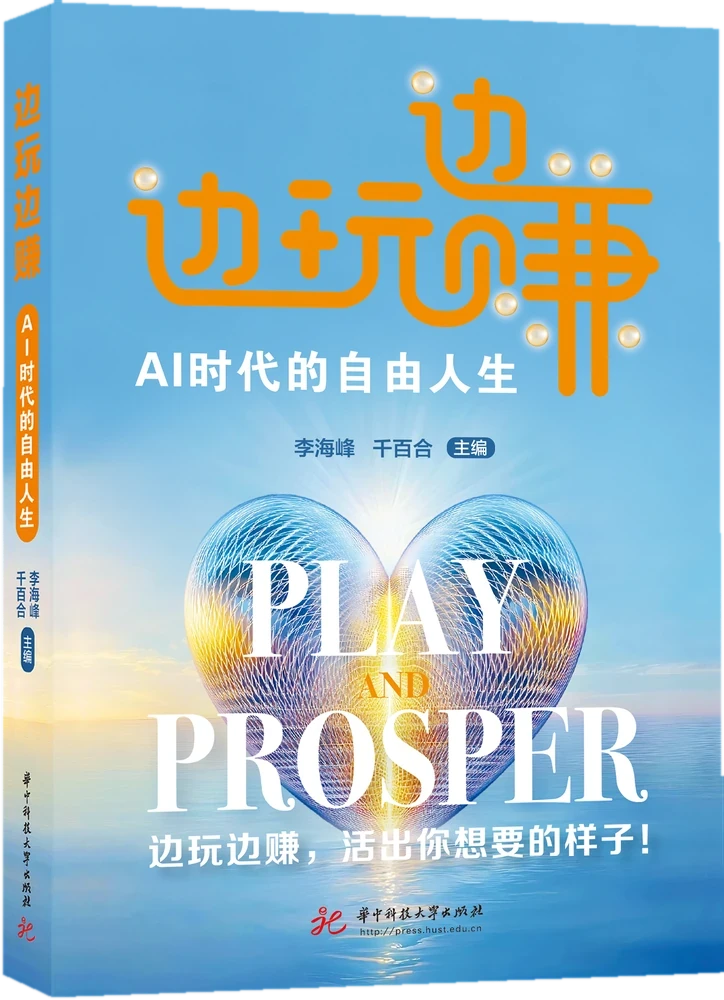 边玩边赚
AI时代的自由人生
李海峰 千百合 主编
PLAY
AND
PROSPER
边玩边赚，活出你想要的样子！
华中科技大学出版社
http://press.hust.edu.cn
边玩边赚
AI时代的自由人生
李海峰
千百合
主编
华中科技大学出版社